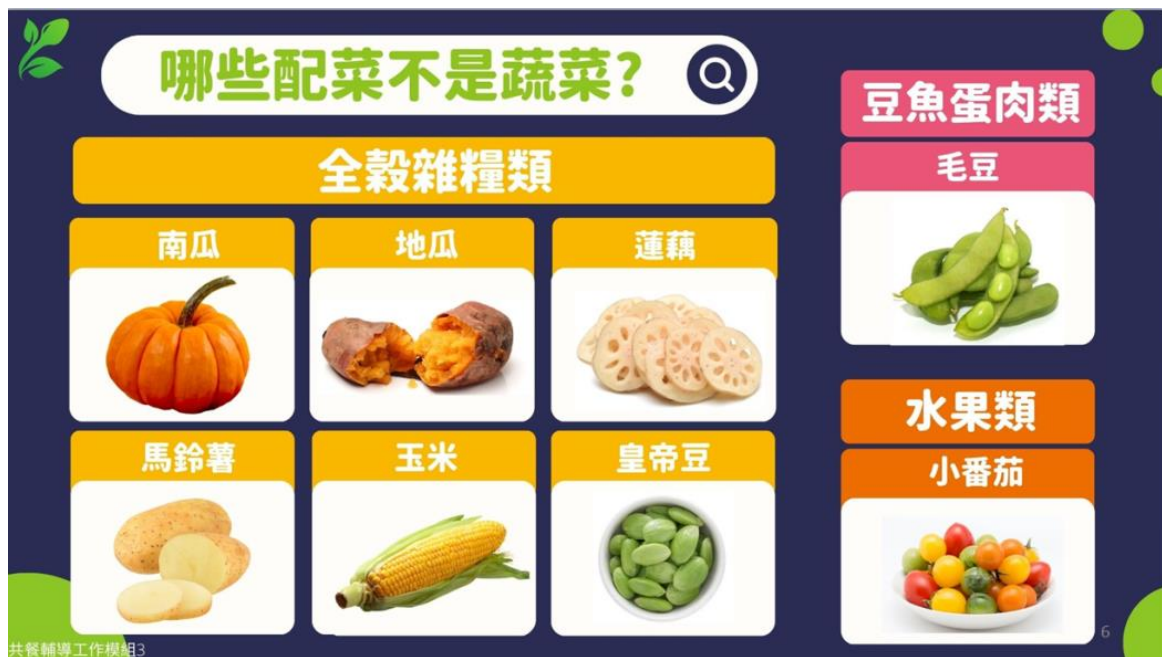 哪些配菜不是蔬菜?
全穀雜糧類
南瓜
地瓜
蓮藕
馬鈴薯
玉米
皇帝豆
豆魚蛋肉類
毛豆
水果類
小番茄
共餐輔導工作模組3
6